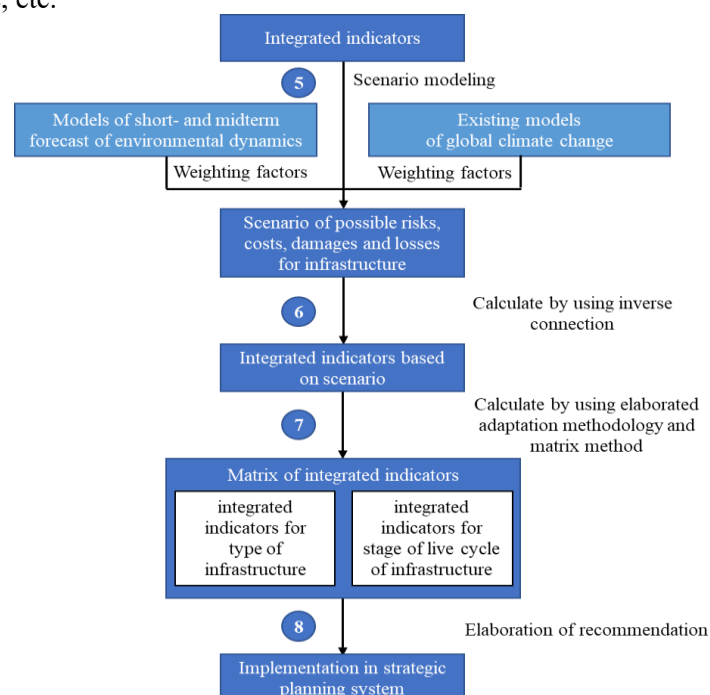 , etc.
Integrated indicators
5
Scenario modeling
Models of short- and midterm
forecast of environmental dynamics
Existing models
of global climate change
Weighting factors
Weighting factors
Scenario of possible risks,
costs, damages and losses
for infrastructure
6
Calculate by using inverse
connection
Integrated indicators based
on scenario
7
Calculate by using elaborated
adaptation methodology and
matrix method
Matrix of integrated indicators
integrated
indicators for
type of
infrastructure
integrated
indicators for
stage of live cycle
of infrastructure
8
Elaboration of recommendation
Implementation in strategic
planning system